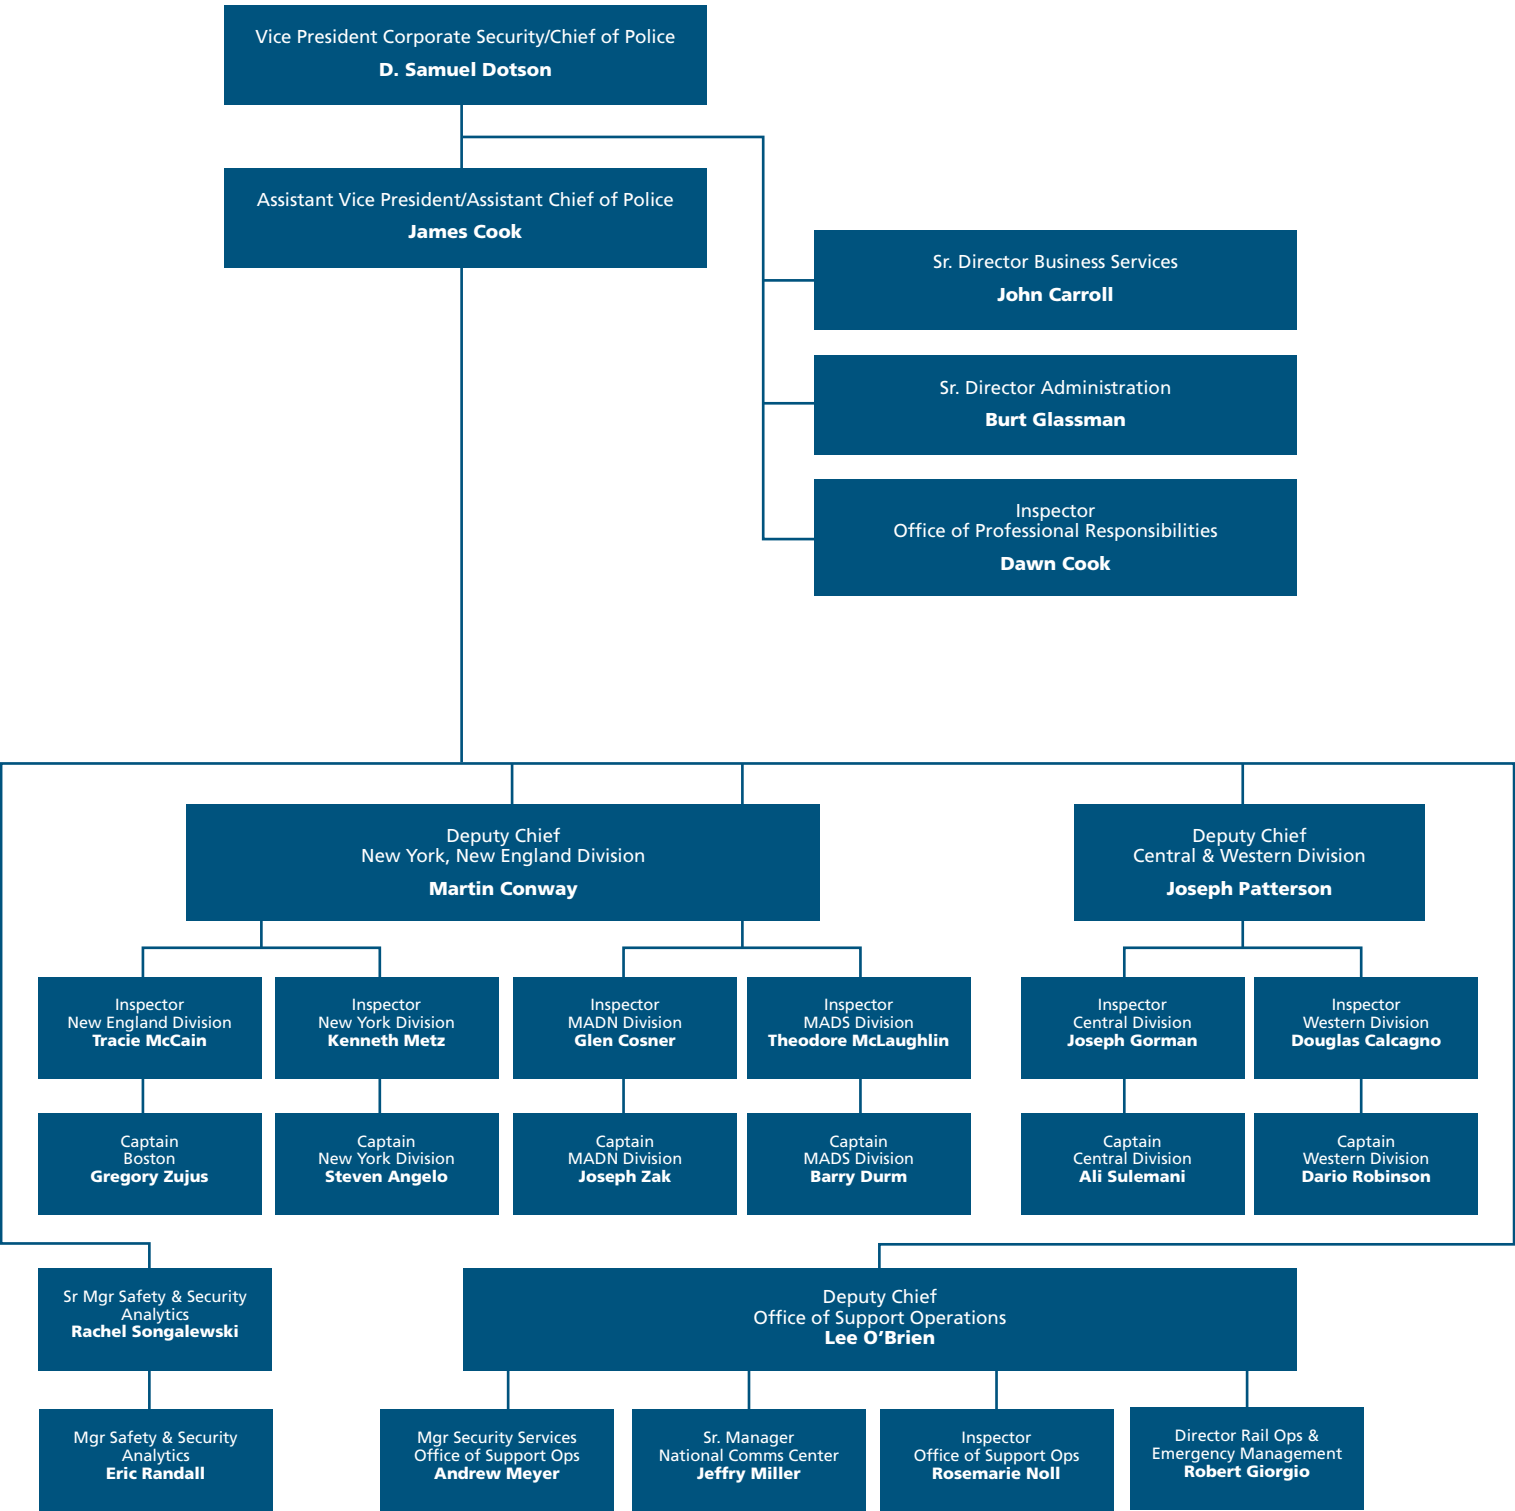 Vice President Corporate Security/Chief of Police
D. Samuel Dotson
Assistant Vice President/Assistant Chief of Police
James Cook
Sr. Director Business Services
John Carroll
Sr. Director Administration
Burt Glassman
Inspector
Office of Professional Responsibilities
Dawn Cook
Deputy Chief
New York, New England Division
Martin Conway
Deputy Chief
Central & Western Division
Joseph Patterson
Inspector
New England Division
Tracie McCain
Inspector
New York Division
Kenneth Metz
Inspector
MADN Division
Glen Cosner
Inspector
MADS Division
Theodore McLaughlin
Inspector
Central Division
Joseph Gorman
Inspector
Western Division
Douglas Calcagno
Captain
Boston
Gregory Zujus
Captain
New York Division
Steven Angelo
Captain
MADN Division
Joseph Zak
Captain
MADS Division
Barry Durm
Captain
Central Division
Ali Sulemani
Captain
Western Division
Dario Robinson
Sr Mgr Safety & Security
Analytics
Rachel Songalewski
Deputy Chief
Office of Support Operations
Lee O’Brien
Mgr Safety & Security
Analytics
Eric Randall
Mgr Security Services
Office of Support Ops
Andrew Meyer
Sr. Manager
National Comms Center
Jeffry Miller
Inspector
Office of Support Ops
Rosemarie Noll
Director Rail Ops &
Emergency Management
Robert Giorgio